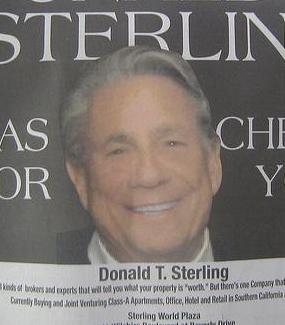 STERLIN
AS CHE
OR Y
Donald T. Sterling
kinds of brokers and experts that will tell you what your property is "worth." But there's one Company that
Currently Buying and Joint Venturing Class-A Apartments, Office, Hotel and Retail in Southern California
Sterling World Plaza